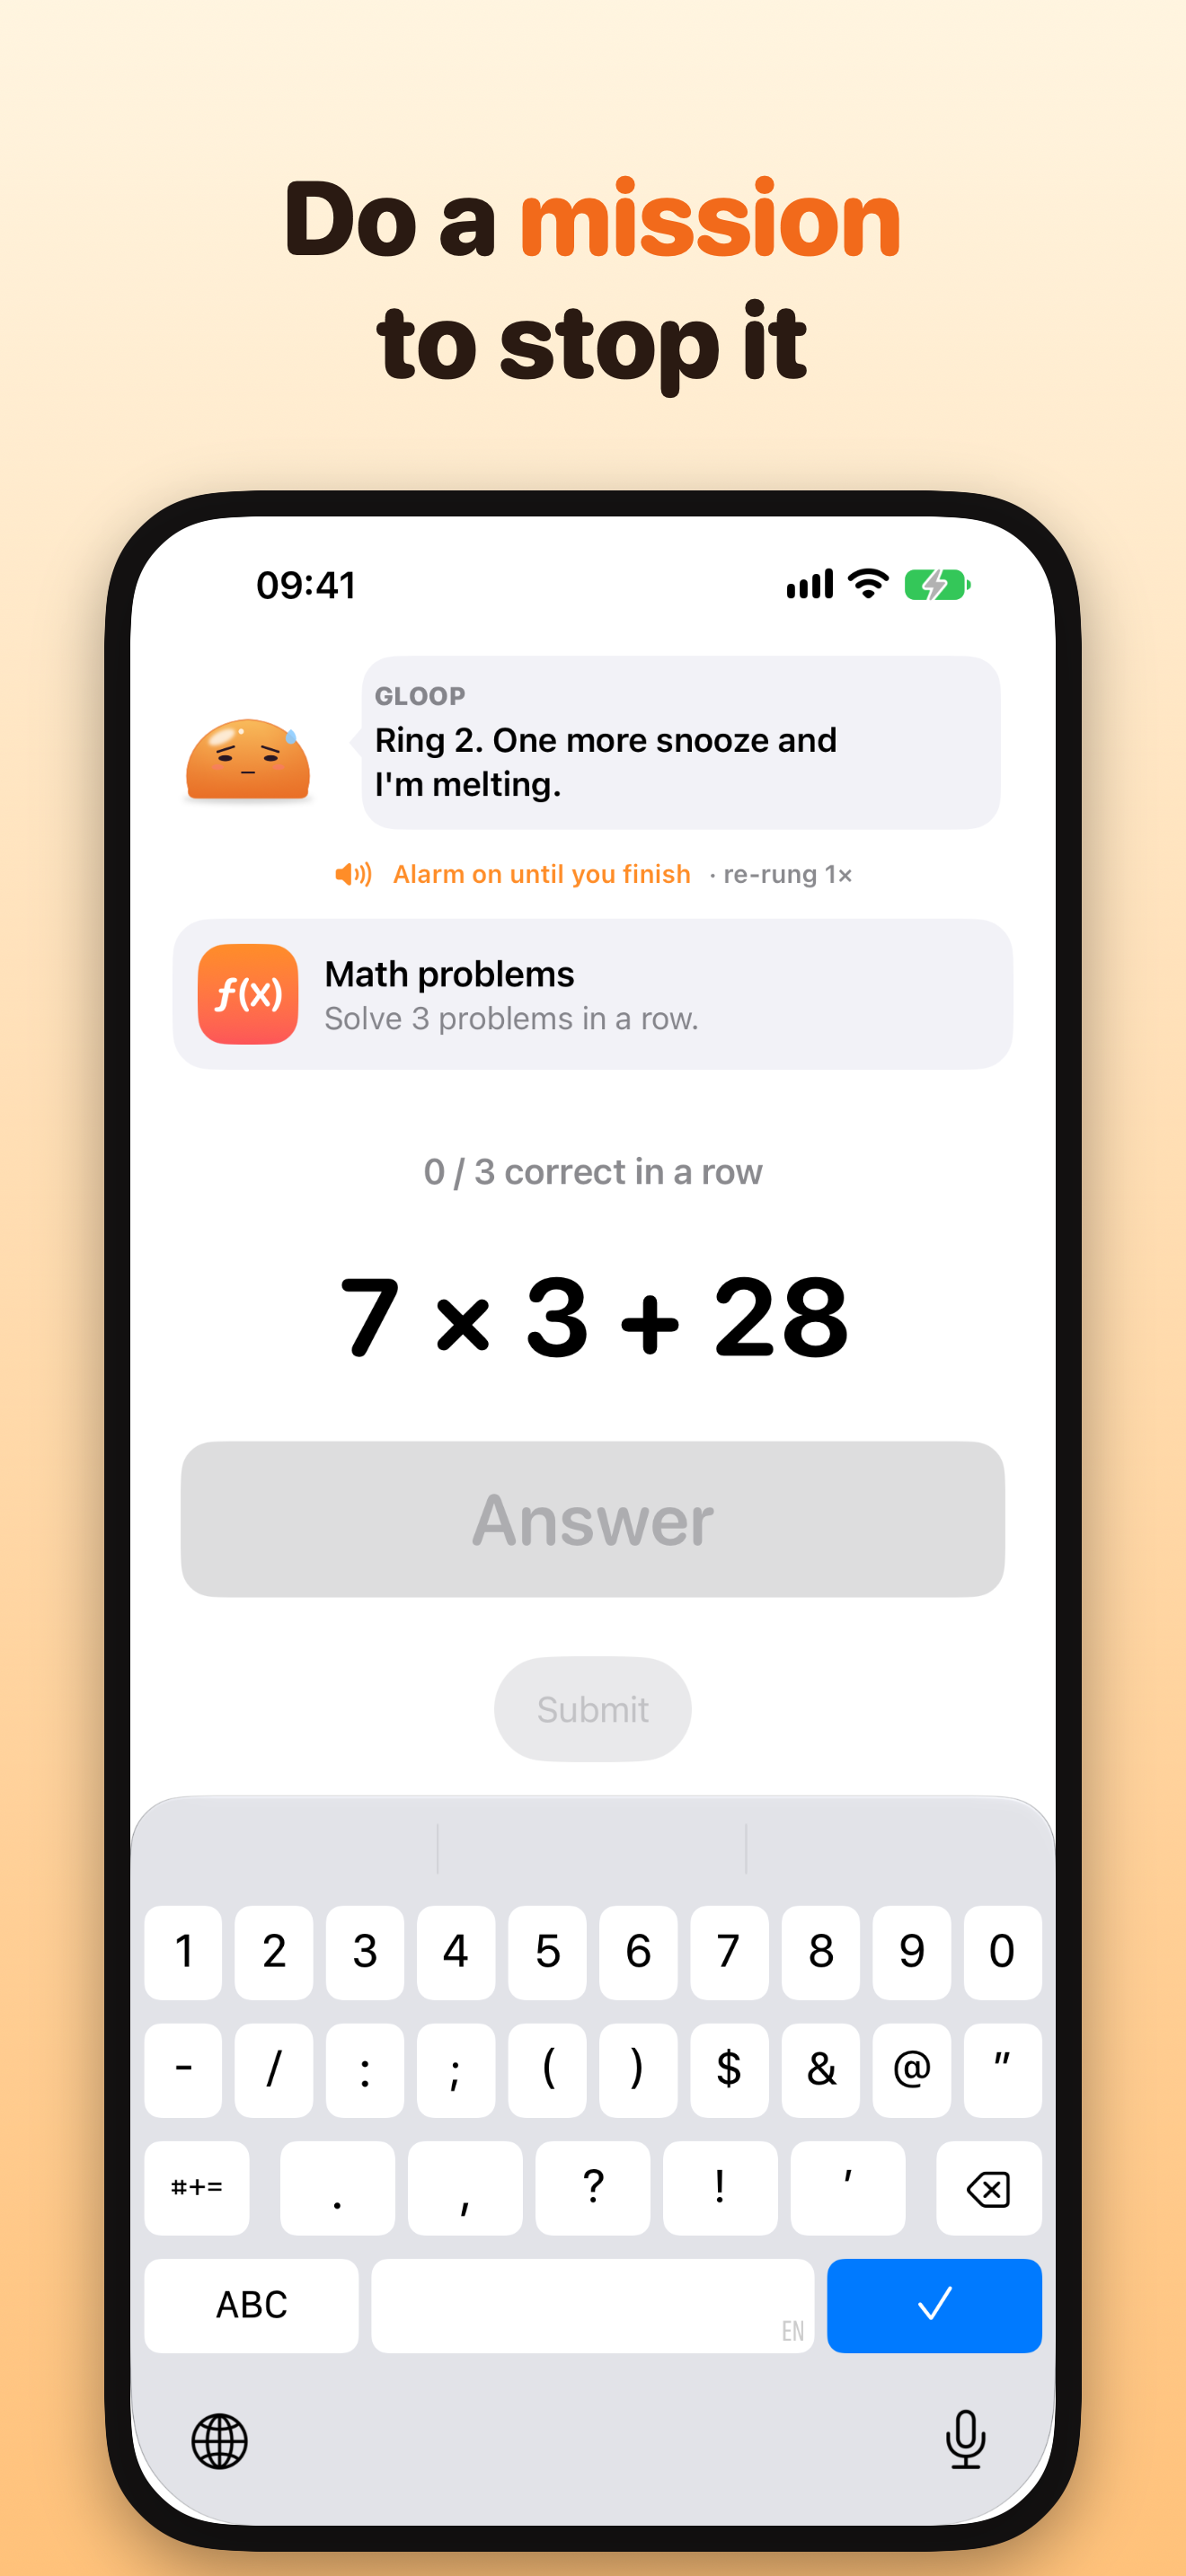 Do a mission
to stop it
09:41
GLOOP
Ring 2. One more snooze and
I'm melting.
Alarm on until you finish · re-rung 1×
f(x)
Math problems
Solve 3 problems in a row.
0 / 3 correct in a row
7 × 3 + 28
Answer
Submit
1 2 3 4 5 6 7 8 9 0
- / : ; ( ) $ & @ "
#+= . , ? ! '
ABC EN